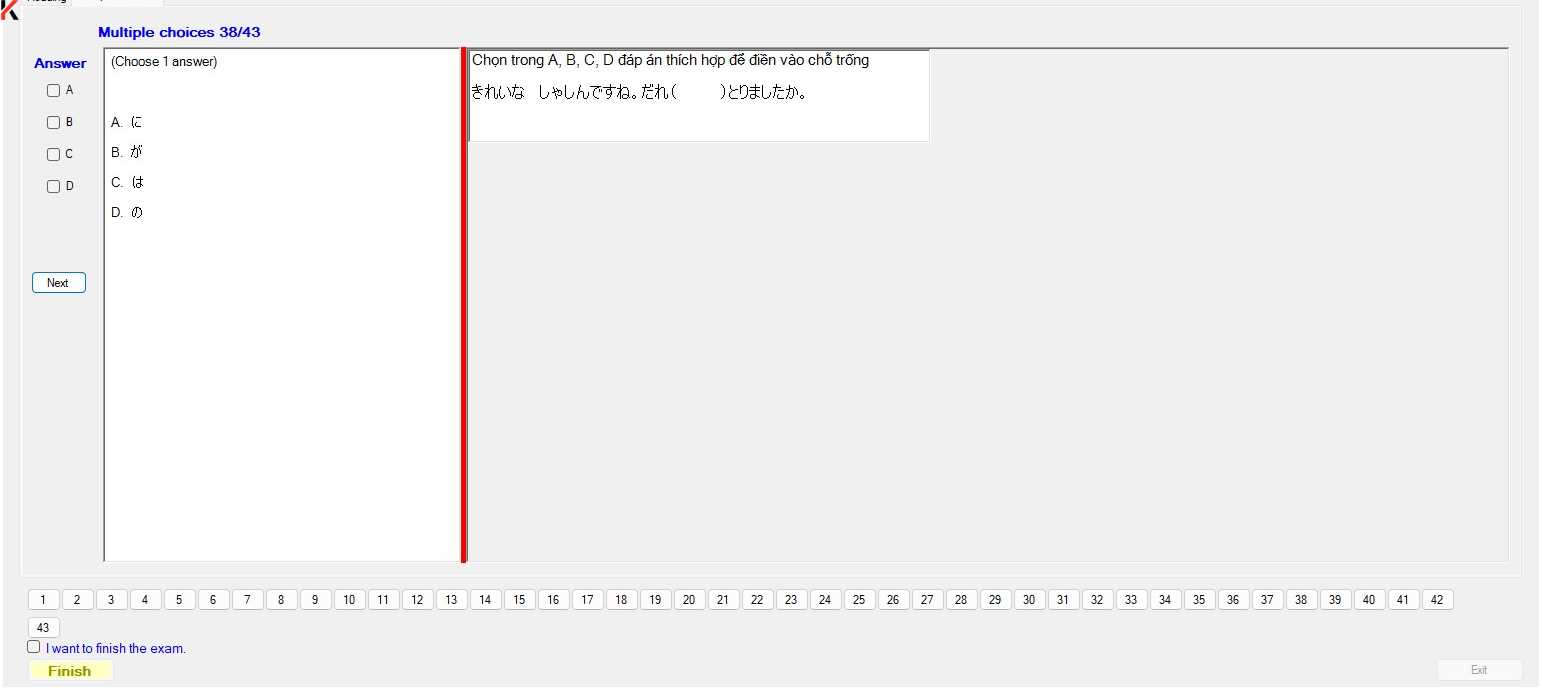 Multiple choices 38/43
Answer
A
B
C
D
Next
(Choose 1 answer)
A. に
B. が
C. は
D. の
Chọn trong A, B, C, D đáp án thích hợp để điền vào chỗ trống
きれいな　しゃしんですね。だれ(　　　)とりましたか。
1 2 3 4 5 6 7 8 9 10 11 12 13 14 15 16 17 18 19 20 21 22 23 24 25 26 27 28 29 30 31 32 33 34 35 36 37 38 39 40 41 42
43
I want to finish the exam.
Finish
Exit